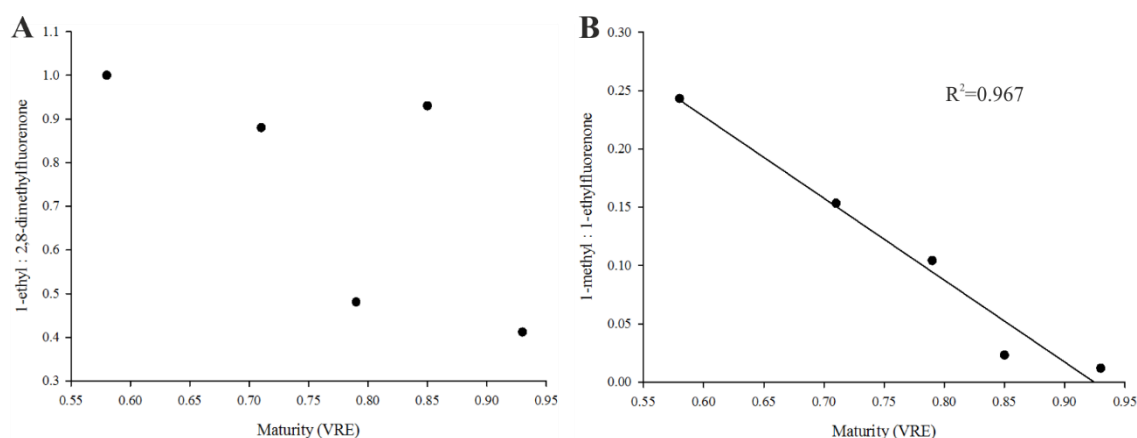 A
1.1
1.0
0.9
0.8
0.7
0.6
0.5
0.4
0.3
0.55 0.60 0.65 0.70 0.75 0.80 0.85 0.90 0.95
1-ethyl : 2,8-dimethylfluorenone
Maturity (VRE)
B
0.30
0.25
0.20
0.15
0.10
0.05
0.00
0.55 0.60 0.65 0.70 0.75 0.80 0.85 0.90 0.95
1-methyl : 1-ethylfluorenone
Maturity (VRE)
R²=0.967